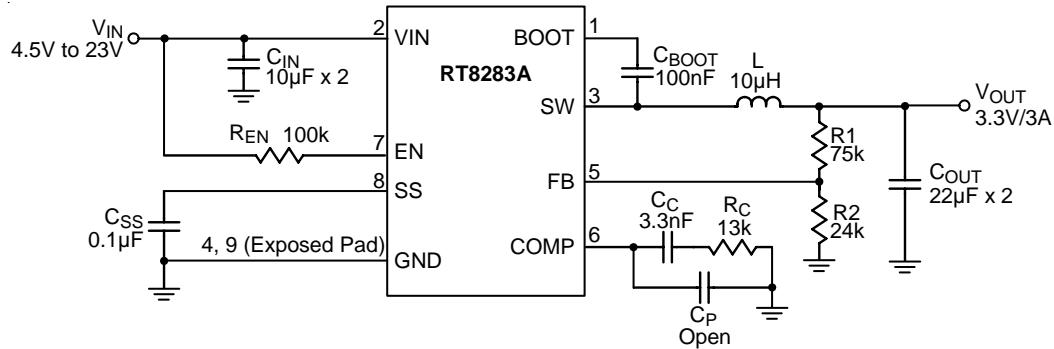 VIN
4.5V to 23V
CIN
10µF x 2
REN 100k
CSS
0.1µF
4, 9 (Exposed Pad)
2
7
8
VIN
EN
SS
GND
RT8283A
BOOT
SW
FB
COMP
1
3
5
6
CBOOT
100nF
L
10µH
VOUT
3.3V/3A
R1
75k
R2
24k
COUT
22µF x 2
CC
3.3nF
RC
13k
CP
Open